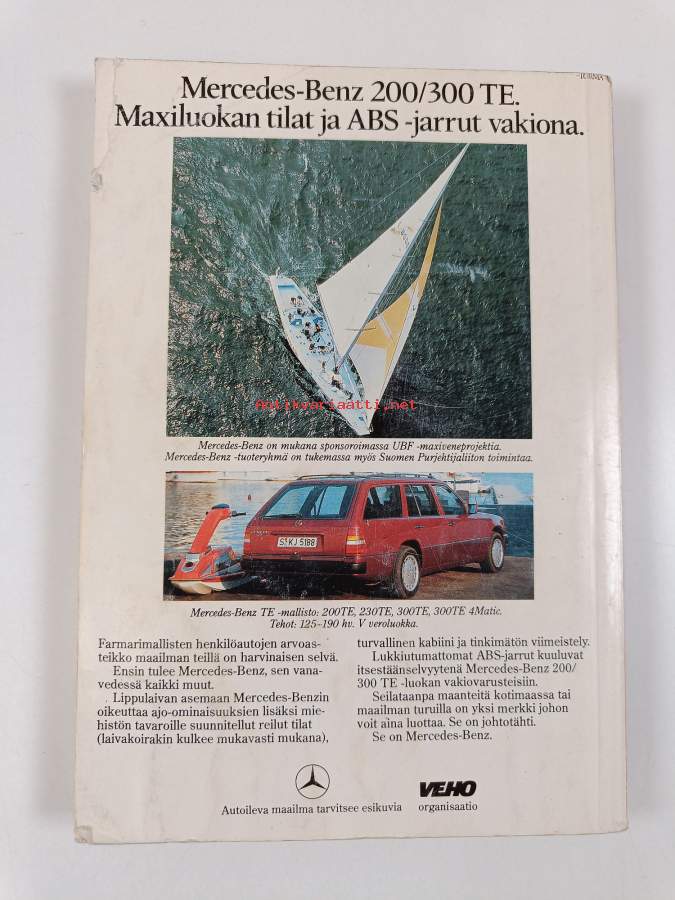 Mercedes-Benz 200/300 TE.
Maxiluokan tilat ja ABS -jarrut vakiona.
Antikvariaatti.net
Mercedes-Benz on mukana sponsoroimassa UBF -maxiveneprojektia.
Mercedes-Benz -tuoteryhmä on tukemassa myös Suomen Purjehtijaliiton toimintaa.
S·KJ 5188
Mercedes-Benz TE -mallisto: 200TE, 230TE, 300TE, 300TE 4Matic.
Tehot: 125-190 hv. V veroluokka.
Farmarimallisten henkilöautojen arvoas-
teikko maailman teillä on harvinaisen selvä.
Ensin tulee Mercedes-Benz, sen vana-
vedessä kaikki muut.
Lippulaivan asemaan Mercedes-Benzin
oikeuttaa ajo-ominaisuuksien lisäksi mie-
histön tavaroille suunnitellut reilut tilat
(laivakoirakin kulkee mukavasti mukana),
turvallinen kabiini ja tinkimätön viimeistely.
Lukkiutumattomat ABS-jarrut kuuluvat
itsestäänselvyytenä Mercedes-Benz 200/
300 TE -luokan vakiovarusteisiin.
Seilataanpa maanteitä kotimaassa tai
maailman turuilla on yksi merkki johon
voit aina luottaa. Se on johtotähti.
Se on Mercedes-Benz.
Autoileva maailma tarvitsee esikuvia
VEHO
organisaatio